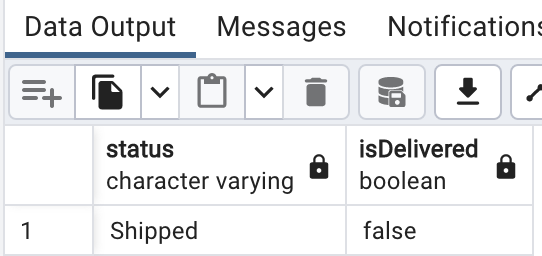 Data Output Messages Notifications
status isDelivered
character varying boolean
1 Shipped false